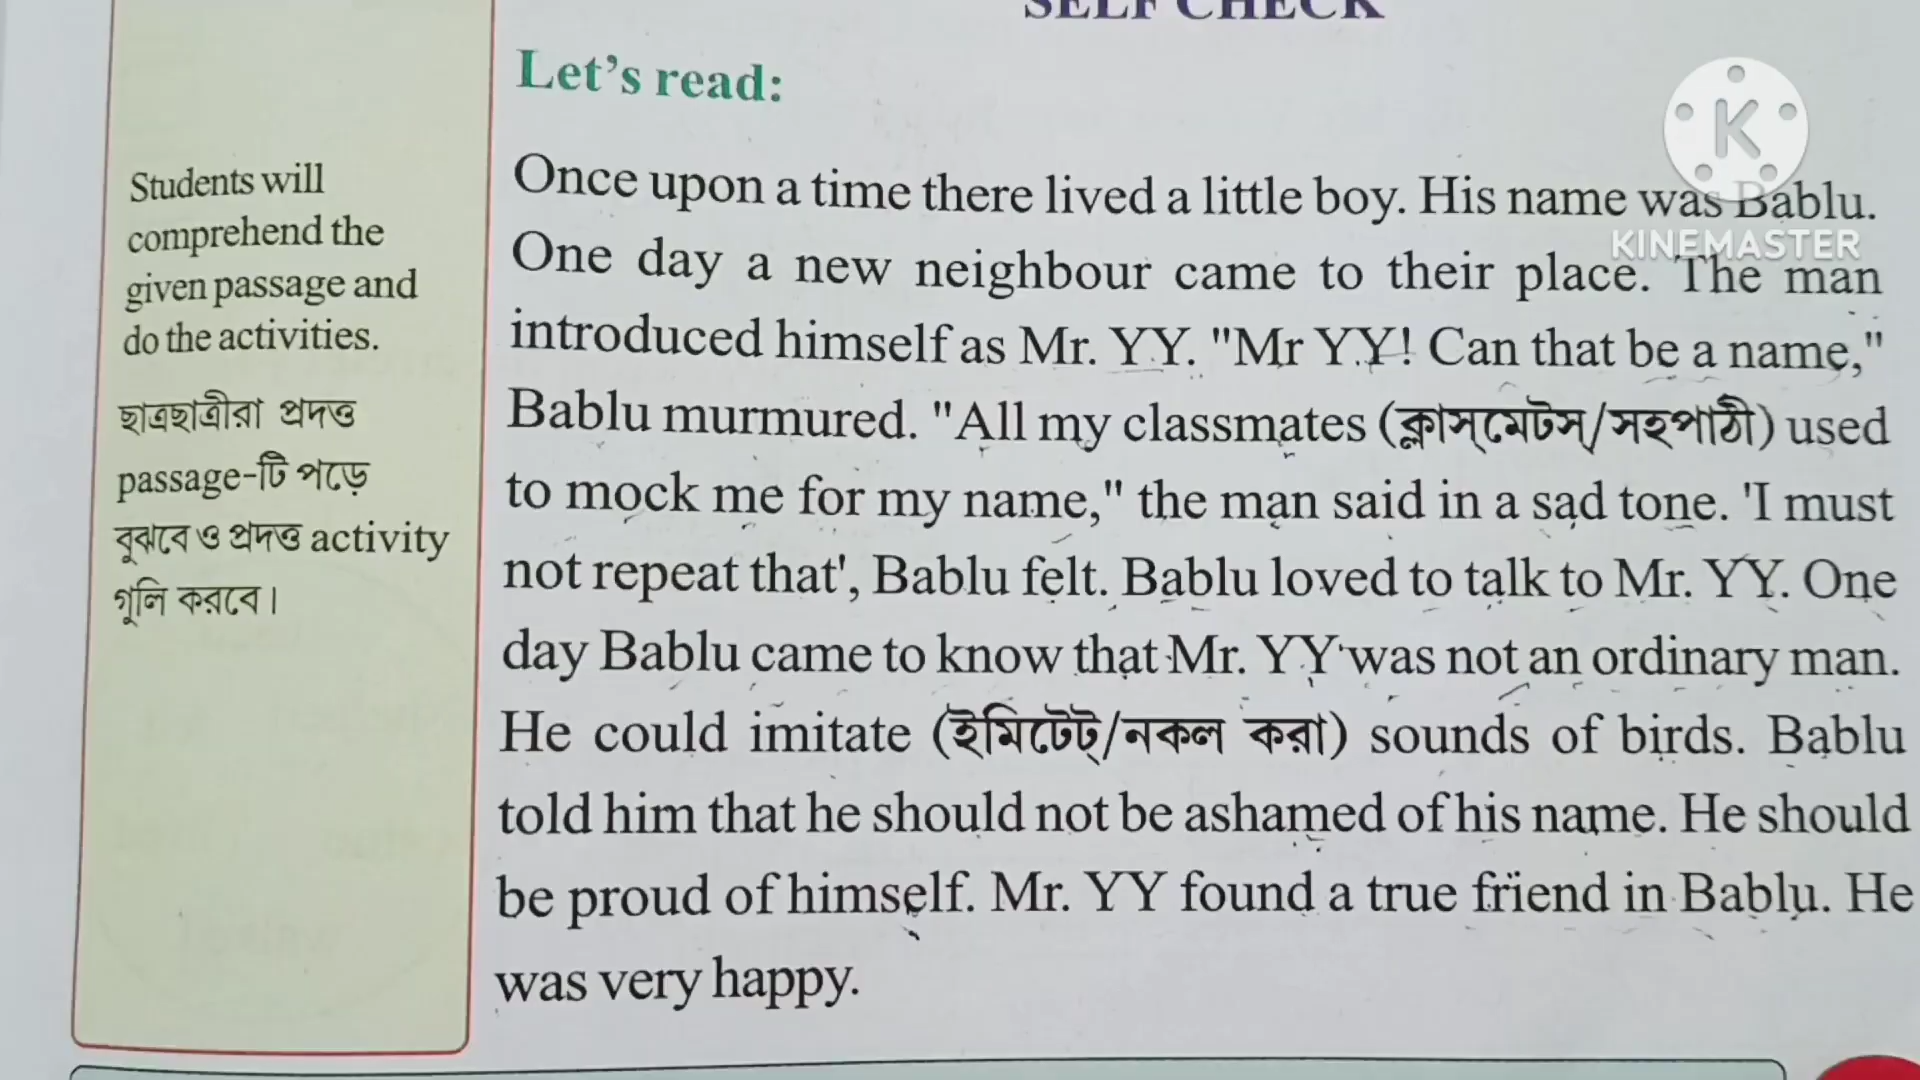 SELF CHECK
Let's read:
Once upon a time there lived a little boy. His name was Bablu.
One day a new neighbour came to their place. The man
introduced himself as Mr. YY. "Mr YY! Can that be a name,"
Bablu murmured. "All my classmates (ক্লাস্‌মেটস্/সহপাঠী) used
to mock me for my name," the man said in a sad tone. 'I must
not repeat that', Bablu felt. Bablu loved to talk to Mr. YY. One
day Bablu came to know that Mr. YY was not an ordinary man.
He could imitate (ইমিটেট্/নকল করা) sounds of birds. Bablu
told him that he should not be ashamed of his name. He should
be proud of himself. Mr. YY found a true friend in Bablu. He
was very happy.
Students will
comprehend the
given passage and
do the activities.
ছাত্রছাত্রীরা প্রদত্ত
passage-টি পড়ে
বুঝবে ও প্রদত্ত activity
গুলি করবে।
K
KINEMASTER